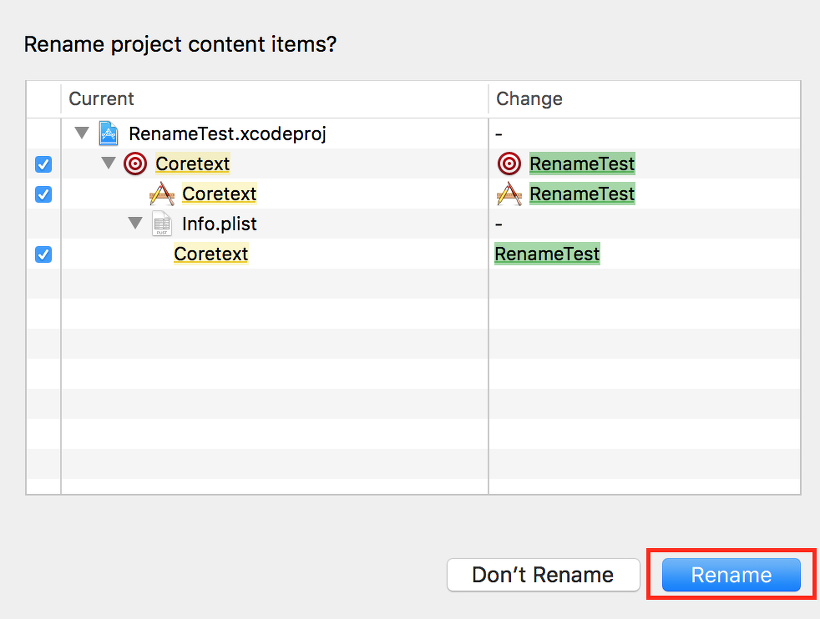 Rename project content items?
Current Change
RenameTest.xcodeproj -
Coretext RenameTest
Coretext RenameTest
Info.plist -
Coretext RenameTest
Don't Rename Rename